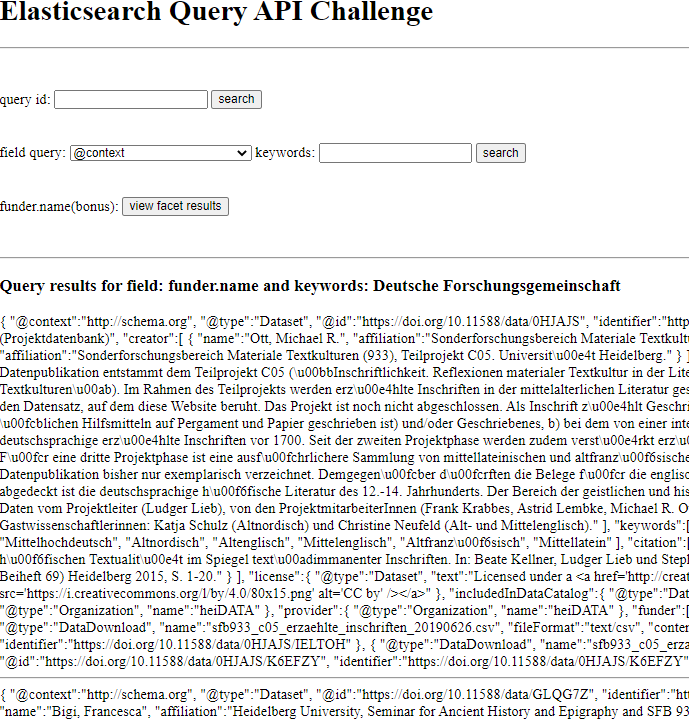 Elasticsearch Query API Challenge
query id: search
field query: @context keywords: search
funder.name(bonus): view facet results
Query results for field: funder.name and keywords: Deutsche Forschungsgemeinschaft
{ "@context":"http://schema.org", "@type":"Dataset", "@id":"https://doi.org/10.11588/data/0HJAJS", "identifier":"http
(Projektdatenbank)", "creator":[ { "name":"Ott, Michael R.", "affiliation":"Sonderforschungsbereich Materiale Textkult
"affiliation":"Sonderforschungsbereich Materiale Textkulturen (933), Teilprojekt C05. Universit\u00e4t Heidelberg." } ]
Datenpublikation entstammt dem Teilprojekt C05 (\u00bbInschriftlichkeit. Reflexionen materialer Textkultur in der Lite
Textkulturen\u00ab). Im Rahmen des Teilprojekts werden erz\u00e4hlte Inschriften in der mittelalterlichen Literatur ges
den Datensatz, auf dem diese Website beruht. Das Projekt ist noch nicht abgeschlossen. Als Inschrift z\u00e4hlt Geschri
\u00fcblichen Hilfsmitteln auf Pergament und Papier geschrieben ist) und/oder Geschriebenes, b) bei dem von einer inte
deutschsprachige erz\u00e4hlte Inschriften vor 1700. Seit der zweiten Projektphase werden zudem verst\u00e4rkt erz\u0
F\u00fcr eine dritte Projektphase ist eine ausf\u00fchrlichere Sammlung von mittellateinischen und altfranz\u00f6sische
Datenpublikation bisher nur exemplarisch verzeichnet. Demgegen\u00fcber d\u00fcrften die Belege f\u00fcr die englisc
abgedeckt ist die deutschsprachige h\u00f6fische Literatur des 12.-14. Jahrhunderts. Der Bereich der geistlichen und his
Daten vom Projektleiter (Ludger Lieb), von den ProjektmitarbeiterInnen (Frank Krabbes, Astrid Lembke, Michael R. O
Gastwissenschaftlerinnen: Katja Schulz (Altnordisch) und Christine Neufeld (Alt- und Mittelenglisch)." ], "keywords":[
"Mittelhochdeutsch", "Altnordisch", "Altenglisch", "Mittelenglisch", "Altfranz\u00f6sisch", "Mittellatein" ], "citation":[
h\u00f6fischen Textualit\u00e4t im Spiegel text\u00adimmanenter Inschriften. In: Beate Kellner, Ludger Lieb und Steph
Beiheft 69) Heidelberg 2015, S. 1-20." } ], "license":{ "@type":"Dataset", "text":"Licensed under a <a href='http://creat
src='https://i.creativecommons.org/l/by/4.0/80x15.png' alt='CC by' /></a>" }, "includedInDataCatalog":{ "@type":"Dat
"@type":"Organization", "name":"heiDATA" }, "provider":{ "@type":"Organization", "name":"heiDATA" }, "funder":[
"@type":"DataDownload", "name":"sfb933_c05_erzaehlte_inschriften_20190626.csv", "fileFormat":"text/csv", "conten
"identifier":"https://doi.org/10.11588/data/0HJAJS/IELTOH" }, { "@type":"DataDownload", "name":"sfb933_c05_erza
"@id":"https://doi.org/10.11588/data/0HJAJS/K6EFZY", "identifier":"https://doi.org/10.11588/data/0HJAJS/K6EFZY"
{ "@context":"http://schema.org", "@type":"Dataset", "@id":"https://doi.org/10.11588/data/GLQG7Z", "identifier":"htt
"name":"Bigi, Francesca", "affiliation":"Heidelberg University, Seminar for Ancient History and Epigraphy and SFB 93